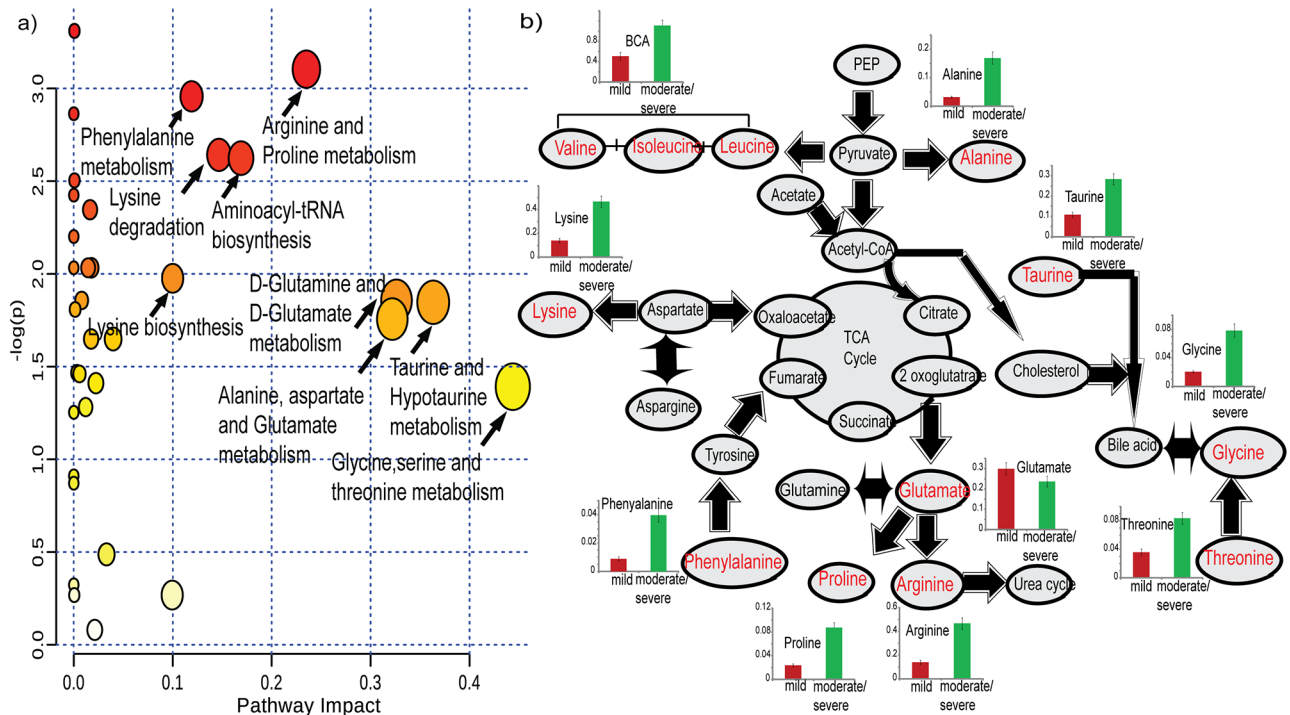 a)
-log(p)
3.0
2.5
2.0
1.5
1.0
0.5
0.0
0.0
0.1
0.2
0.3
0.4
Pathway Impact
Phenylalanine
metabolism
Arginine and
Proline metabolism
Lysine
degradation
Aminoacyl-tRNA
biosynthesis
Lysine biosynthesis
D-Glutamine and
D-Glutamate
metabolism
Alanine, aspartate
and Glutamate
metabolism
Taurine and
Hypotaurine
metabolism
Glycine,serine and
threonine metabolism
b)
BCA
1.2
0.8
0.4
0
mild
moderate/
severe
PEP
Alanine
0.2
0.1
0
mild
moderate/
severe
Valine
Isoleucine
Leucine
Pyruvate
Alanine
Acetate
Acetyl-CoA
Lysine
0.4
0.2
0
mild
moderate/
severe
Taurine
0.3
0.2
0.1
0
mild
moderate/
severe
Taurine
Lysine
Aspartate
Oxaloacetate
Citrate
TCA
Cycle
Fumarate
2 oxoglutatrate
Succinate
Cholesterol
Glycine
0.08
0.04
0
mild
moderate/
severe
Aspargine
Tyrosine
Bile acid
Glycine
Glutamine
Glutamate
Glutamate
0.3
0.2
0.1
0
mild
moderate/
severe
Phenylalanine
0.04
0.02
0
mild
moderate/
severe
Phenylalanine
Proline
Arginine
Urea cycle
Threonine
0.08
0.04
0
mild
moderate/
severe
Threonine
Proline
0.12
0.08
0.04
0
mild
moderate/
severe
Arginine
0.6
0.4
0.2
0
mild
moderate/
severe